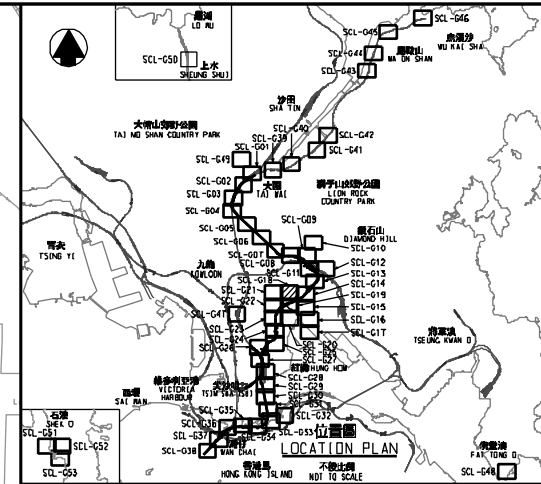 羅湖
LO WU
SCL-G50
上水
SHEUNG SHUI
SCL-G46
SCL-G45
烏溪沙
WU KAI SHA
SCL-G44
馬鞍山
MA ON SHAN
SCL-G43
沙田
SHA TIN
大帽山郊野公園
TAI MO SHAN COUNTRY PARK
SCL-G40
SCL-G39
SCL-G01
SCL-G42
SCL-G41
SCL-G49
SCL-G02
大圍
TAI WAI
獅子山郊野公園
LION ROCK
COUNTRY PARK
SCL-G03
SCL-G04
SCL-G09
SCL-G05
鑽石山
DIAMOND HILL
SCL-G06
SCL-G10
青衣
TSING YI
SCL-G07
SCL-G08
SCL-G12
九龍
KOWLOON
SCL-G11
SCL-G13
SCL-G18
SCL-G14
SCL-G21
SCL-G19
SCL-G22
SCL-G15
SCL-G47
SCL-G16
SCL-G23
SCL-G17
將軍澳
TSEUNG KWAN O
SCL-G24
SCL-G20
SCL-G26
SCL-G27
紅磡
HUNG HOM
維多利亞港
VICTORIA
HARBOUR
尖沙咀
TSIM SHA TSUI
SCL-G28
SCL-G29
SCL-G30
西環
SAI WAN
SCL-G35
SCL-G32
SCL-G36
SCL-G34
SCL-G33
SCL-G37
灣仔
WAN CHAI
SCL-G38
香港島
HONG KONG ISLAND
位置圖
LOCATION PLAN
不按比例
NOT TO SCALE
石澳
SHEK O
SCL-G51
SCL-G52
SCL-G53
FAT TONG O
SCL-G48